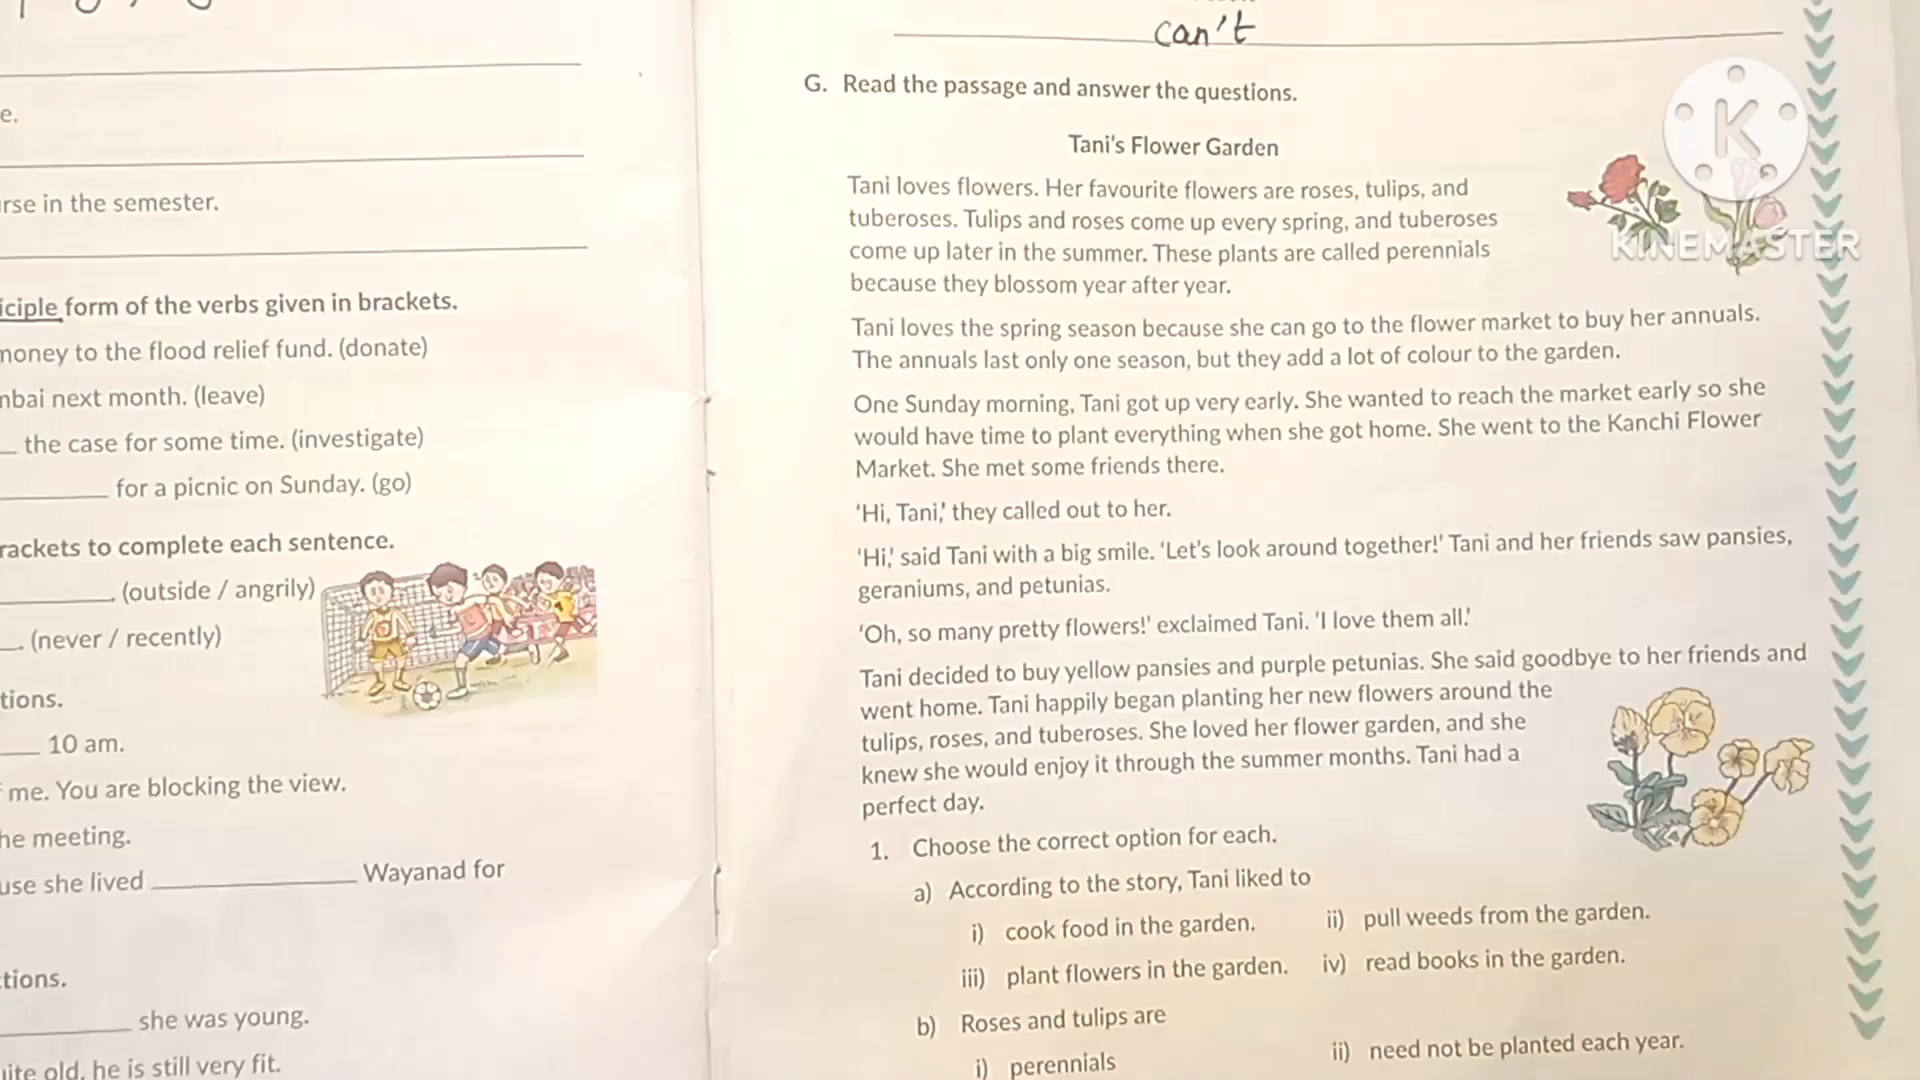 e.
rse in the semester.
iciple form of the verbs given in brackets.
money to the flood relief fund. (donate)
nbai next month. (leave)
the case for some time. (investigate)
for a picnic on Sunday. (go)
rackets to complete each sentence.
. (outside / angrily)
. (never / recently)
tions.
10 am.
me. You are blocking the view.
he meeting.
use she lived Wayanad for
tions.
she was young.
uite old, he is still very fit.
can't
G. Read the passage and answer the questions.
Tani's Flower Garden
Tani loves flowers. Her favourite flowers are roses, tulips, and
tuberoses. Tulips and roses come up every spring, and tuberoses
come up later in the summer. These plants are called perennials
because they blossom year after year.
Tani loves the spring season because she can go to the flower market to buy her annuals.
The annuals last only one season, but they add a lot of colour to the garden.
One Sunday morning, Tani got up very early. She wanted to reach the market early so she
would have time to plant everything when she got home. She went to the Kanchi Flower
Market. She met some friends there.
'Hi, Tani,' they called out to her.
'Hi,' said Tani with a big smile. 'Let's look around together!' Tani and her friends saw pansies,
geraniums, and petunias.
'Oh, so many pretty flowers!' exclaimed Tani. 'I love them all.'
Tani decided to buy yellow pansies and purple petunias. She said goodbye to her friends and
went home. Tani happily began planting her new flowers around the
tulips, roses, and tuberoses. She loved her flower garden, and she
knew she would enjoy it through the summer months. Tani had a
perfect day.
1. Choose the correct option for each.
a) According to the story, Tani liked to
i) cook food in the garden. ii) pull weeds from the garden.
iii) plant flowers in the garden. iv) read books in the garden.
b) Roses and tulips are
i) perennials ii) need not be planted each year.
K
KINEMASTER